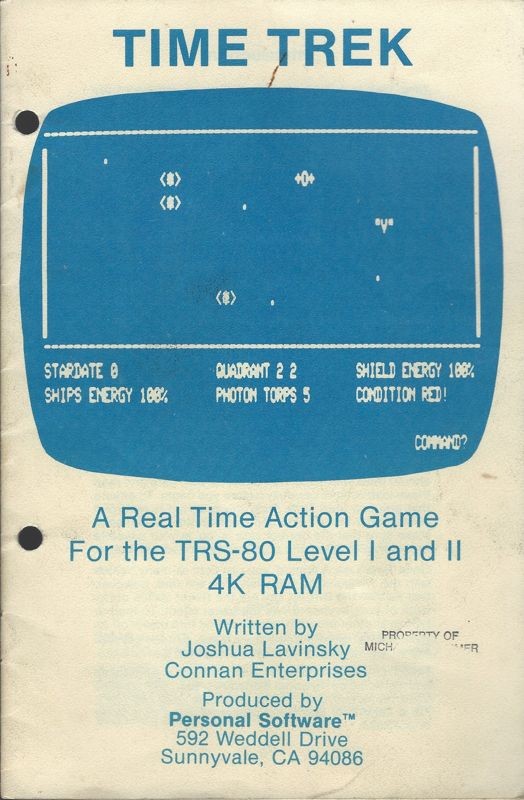 TIME TREK
STARDATE 0 QUADRANT 2 2 SHIELD ENERGY 100%
SHIPS ENERGY 100% PHOTON TORPS 5 CONDITION RED!
COMMAND?
A Real Time Action Game
For the TRS-80 Level I and II
4K RAM
Written by
Joshua Lavinsky
Connan Enterprises
PROPERTY OF
Produced by
Personal Software™
592 Weddell Drive
Sunnyvale, CA 94086